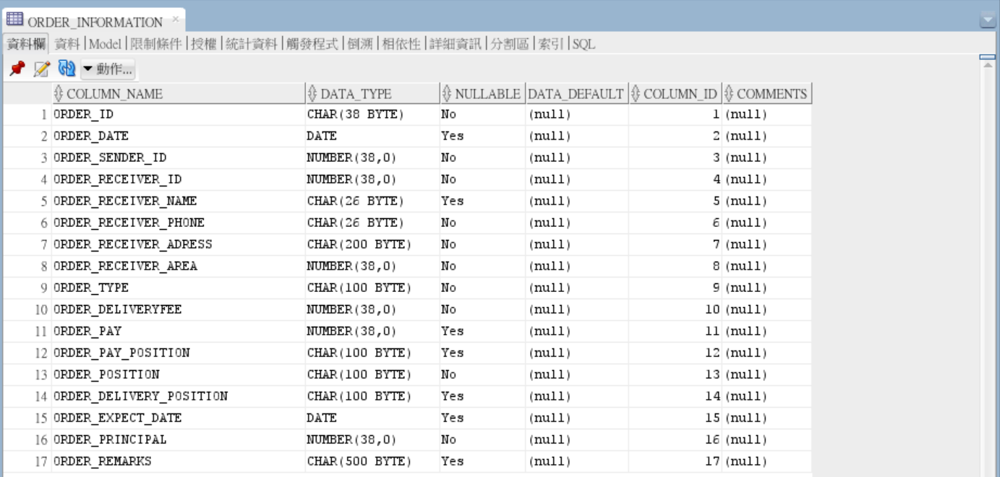 ORDER_INFORMATION
資料欄 資料|Model|限制條件|授權|統計資料|觸發程式|倒溯|相依性|詳細資訊|分割區|索引|SQL
動作...
COLUMN_NAME DATA_TYPE NULLABLE DATA_DEFAULT COLUMN_ID COMMENTS
1 ORDER_ID CHAR(38 BYTE) No (null) 1 (null)
2 ORDER_DATE DATE Yes (null) 2 (null)
3 ORDER_SENDER_ID NUMBER(38,0) No (null) 3 (null)
4 ORDER_RECEIVER_ID NUMBER(38,0) No (null) 4 (null)
5 ORDER_RECEIVER_NAME CHAR(26 BYTE) Yes (null) 5 (null)
6 ORDER_RECEIVER_PHONE CHAR(26 BYTE) No (null) 6 (null)
7 ORDER_RECEIVER_ADRESS CHAR(200 BYTE) No (null) 7 (null)
8 ORDER_RECEIVER_AREA NUMBER(38,0) No (null) 8 (null)
9 ORDER_TYPE CHAR(100 BYTE) No (null) 9 (null)
10 ORDER_DELIVERYFEE NUMBER(38,0) No (null) 10 (null)
11 ORDER_PAY NUMBER(38,0) Yes (null) 11 (null)
12 ORDER_PAY_POSITION CHAR(100 BYTE) Yes (null) 12 (null)
13 ORDER_POSITION CHAR(100 BYTE) No (null) 13 (null)
14 ORDER_DELIVERY_POSITION CHAR(100 BYTE) Yes (null) 14 (null)
15 ORDER_EXPECT_DATE DATE Yes (null) 15 (null)
16 ORDER_PRINCIPAL NUMBER(38,0) No (null) 16 (null)
17 ORDER_REMARKS CHAR(500 BYTE) Yes (null) 17 (null)